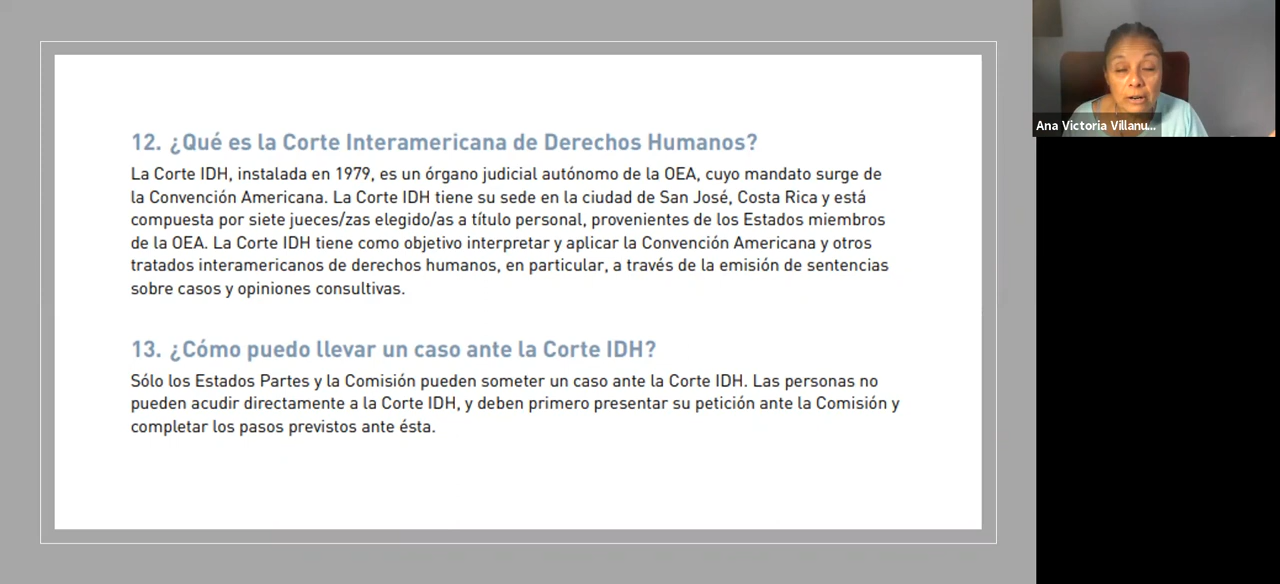 12. ¿Qué es la Corte Interamericana de Derechos Humanos?
La Corte IDH, instalada en 1979, es un órgano judicial autónomo de la OEA, cuyo mandato surge de
la Convención Americana. La Corte IDH tiene su sede en la ciudad de San José, Costa Rica y está
compuesta por siete jueces/zas elegido/as a título personal, provenientes de los Estados miembros
de la OEA. La Corte IDH tiene como objetivo interpretar y aplicar la Convención Americana y otros
tratados interamericanos de derechos humanos, en particular, a través de la emisión de sentencias
sobre casos y opiniones consultivas.
13. ¿Cómo puedo llevar un caso ante la Corte IDH?
Sólo los Estados Partes y la Comisión pueden someter un caso ante la Corte IDH. Las personas no
pueden acudir directamente a la Corte IDH, y deben primero presentar su petición ante la Comisión y
completar los pasos previstos ante ésta.
Ana Victoria Villanu...